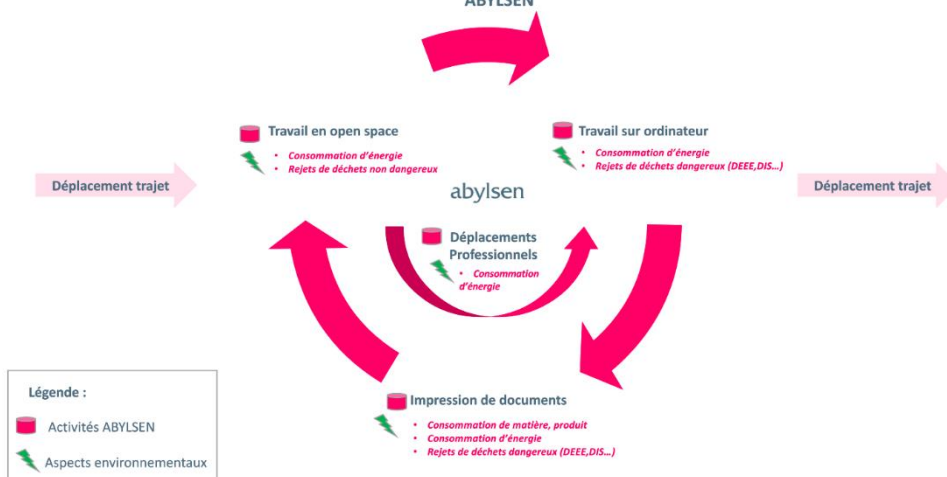 ABYLSEN
Travail en open space
• Consommation d'énergie
• Rejets de déchets non dangereux
Travail sur ordinateur
• Consommation d'énergie
• Rejets de déchets dangereux (DEEE,DIS...)
Déplacement trajet
abylsen
Déplacement trajet
Déplacements
Professionnels
• Consommation
d'énergie
Impression de documents
• Consommation de matière, produit
• Consommation d'énergie
• Rejets de déchets dangereux (DEEE,DIS...)
Légende :
Activités ABYLSEN
Aspects environnementaux